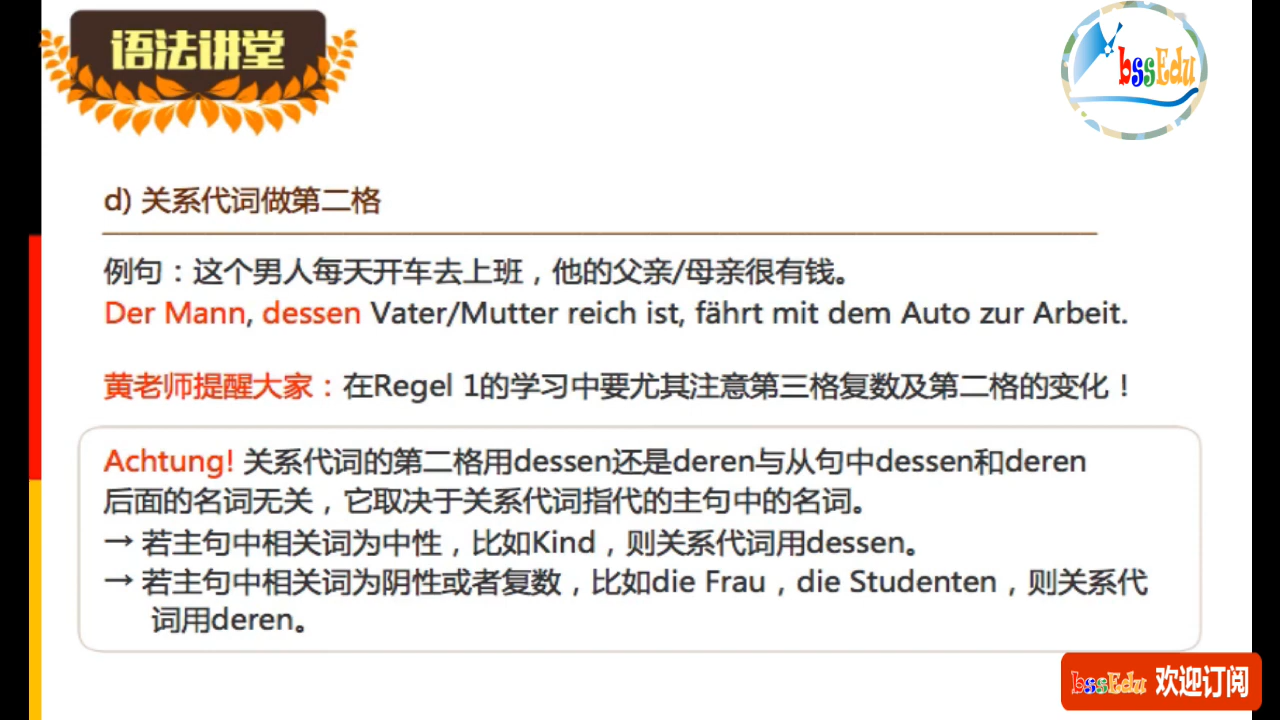 语法讲堂
bssEdu
d) 关系代词做第二格
例句：这个男人每天开车去上班，他的父亲/母亲很有钱。
Der Mann, dessen Vater/Mutter reich ist, fährt mit dem Auto zur Arbeit.
黄老师提醒大家：在Regel 1的学习中要尤其注意第三格复数及第二格的变化！
Achtung! 关系代词的第二格用dessen还是deren与从句中dessen和deren
后面的名词无关，它取决于关系代词指代的主句中的名词。
→ 若主句中相关词为中性，比如Kind，则关系代词用dessen。
→ 若主句中相关词为阴性或者复数，比如die Frau，die Studenten，则关系代
词用deren。
bssEdu 欢迎订阅